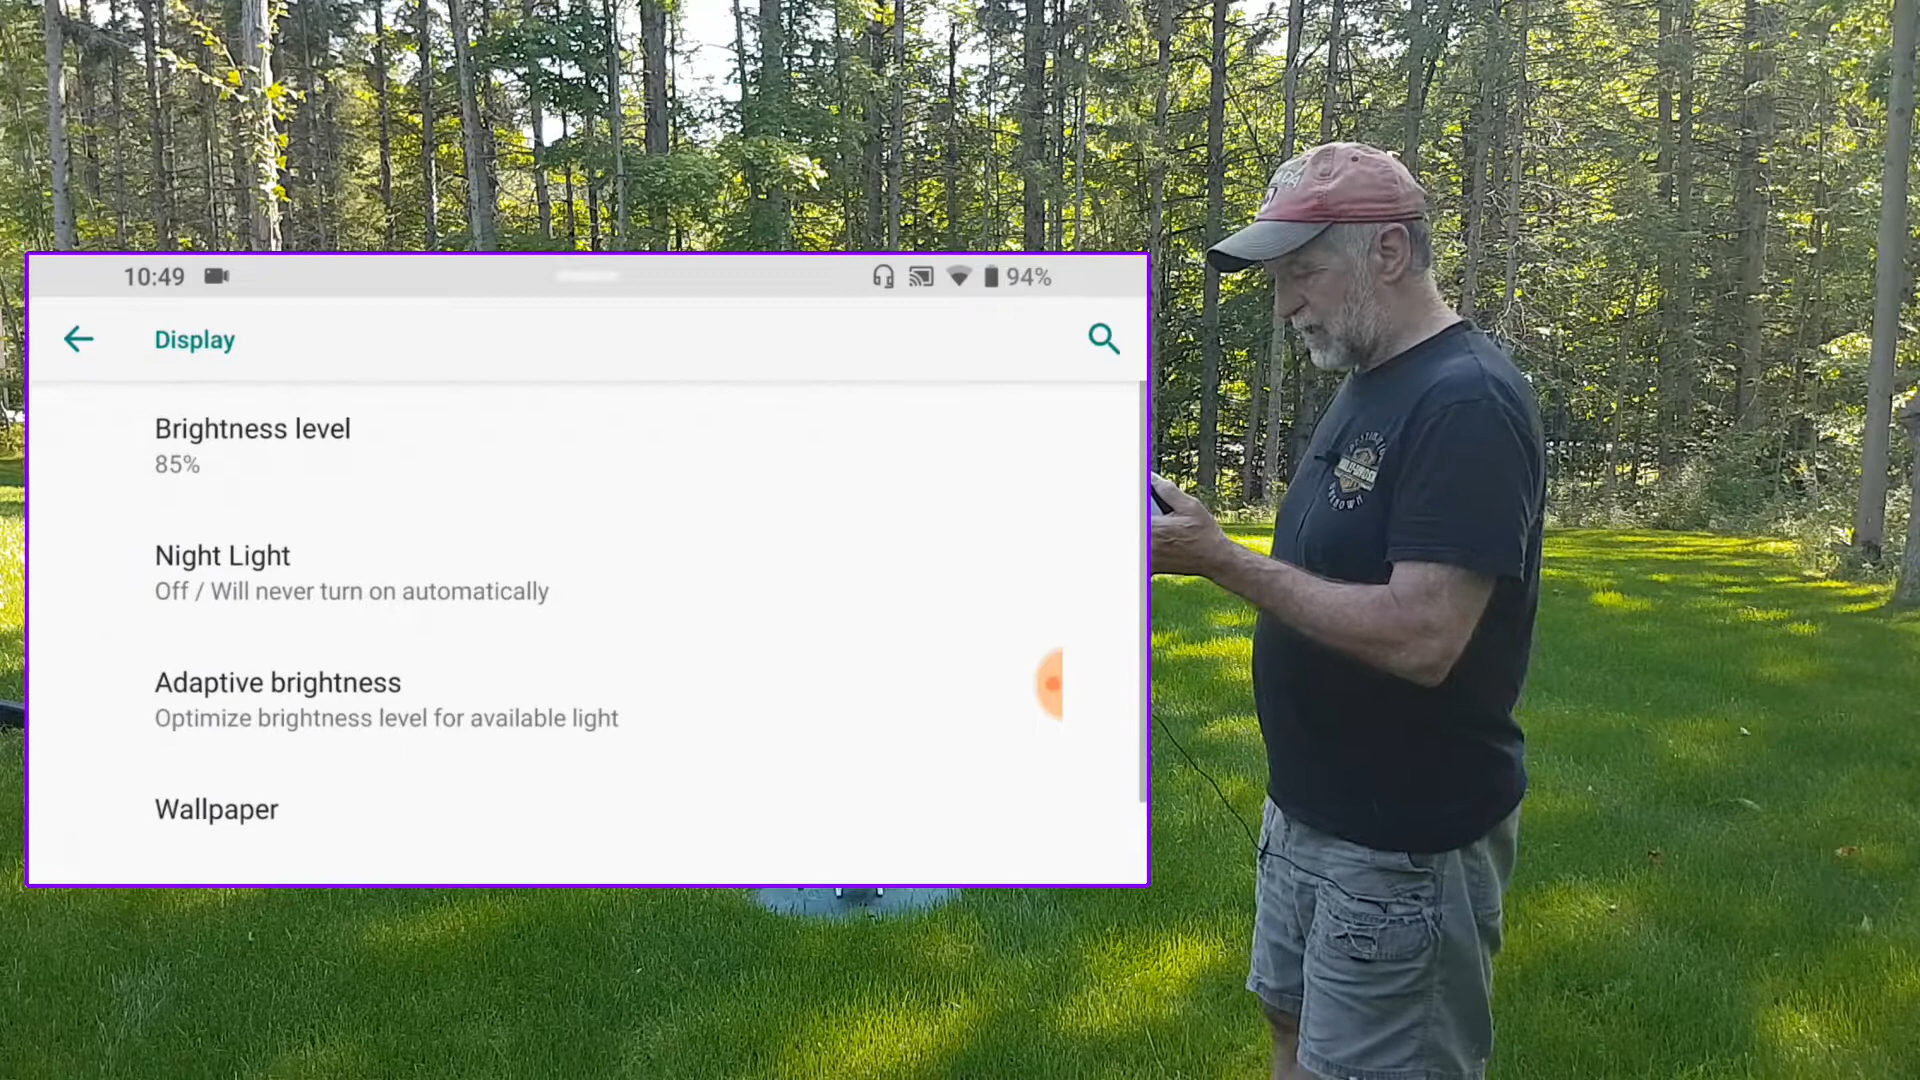 10:49
94%
Display
Brightness level
85%
Night Light
Off / Will never turn on automatically
Adaptive brightness
Optimize brightness level for available light
Wallpaper